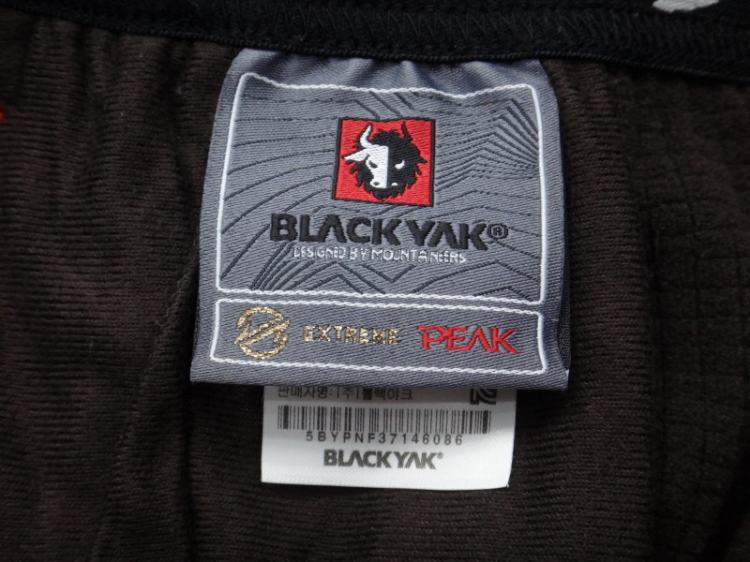 BLACKYAK®
DESIGNED BY MOUNTAINEERS
EXTREME PEAK
판매자명:(주)블랙야크
5BYPNF37146086
BLACKYAK®